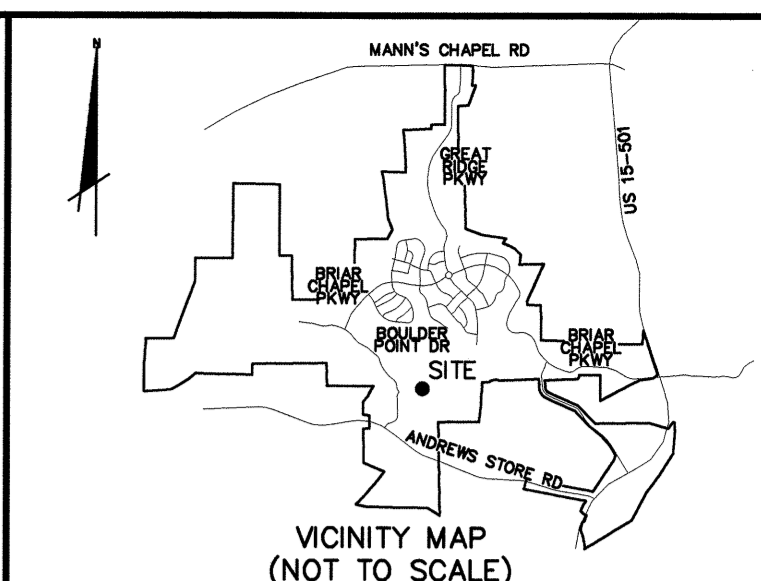 N
MANN'S CHAPEL RD
GREAT
RIDGE
PKWY
US 15-501
BRIAR
CHAPEL
PKWY
BOULDER
POINT DR
BRIAR
CHAPEL
PKWY
SITE
ANDREWS STORE RD
VICINITY MAP
(NOT TO SCALE)